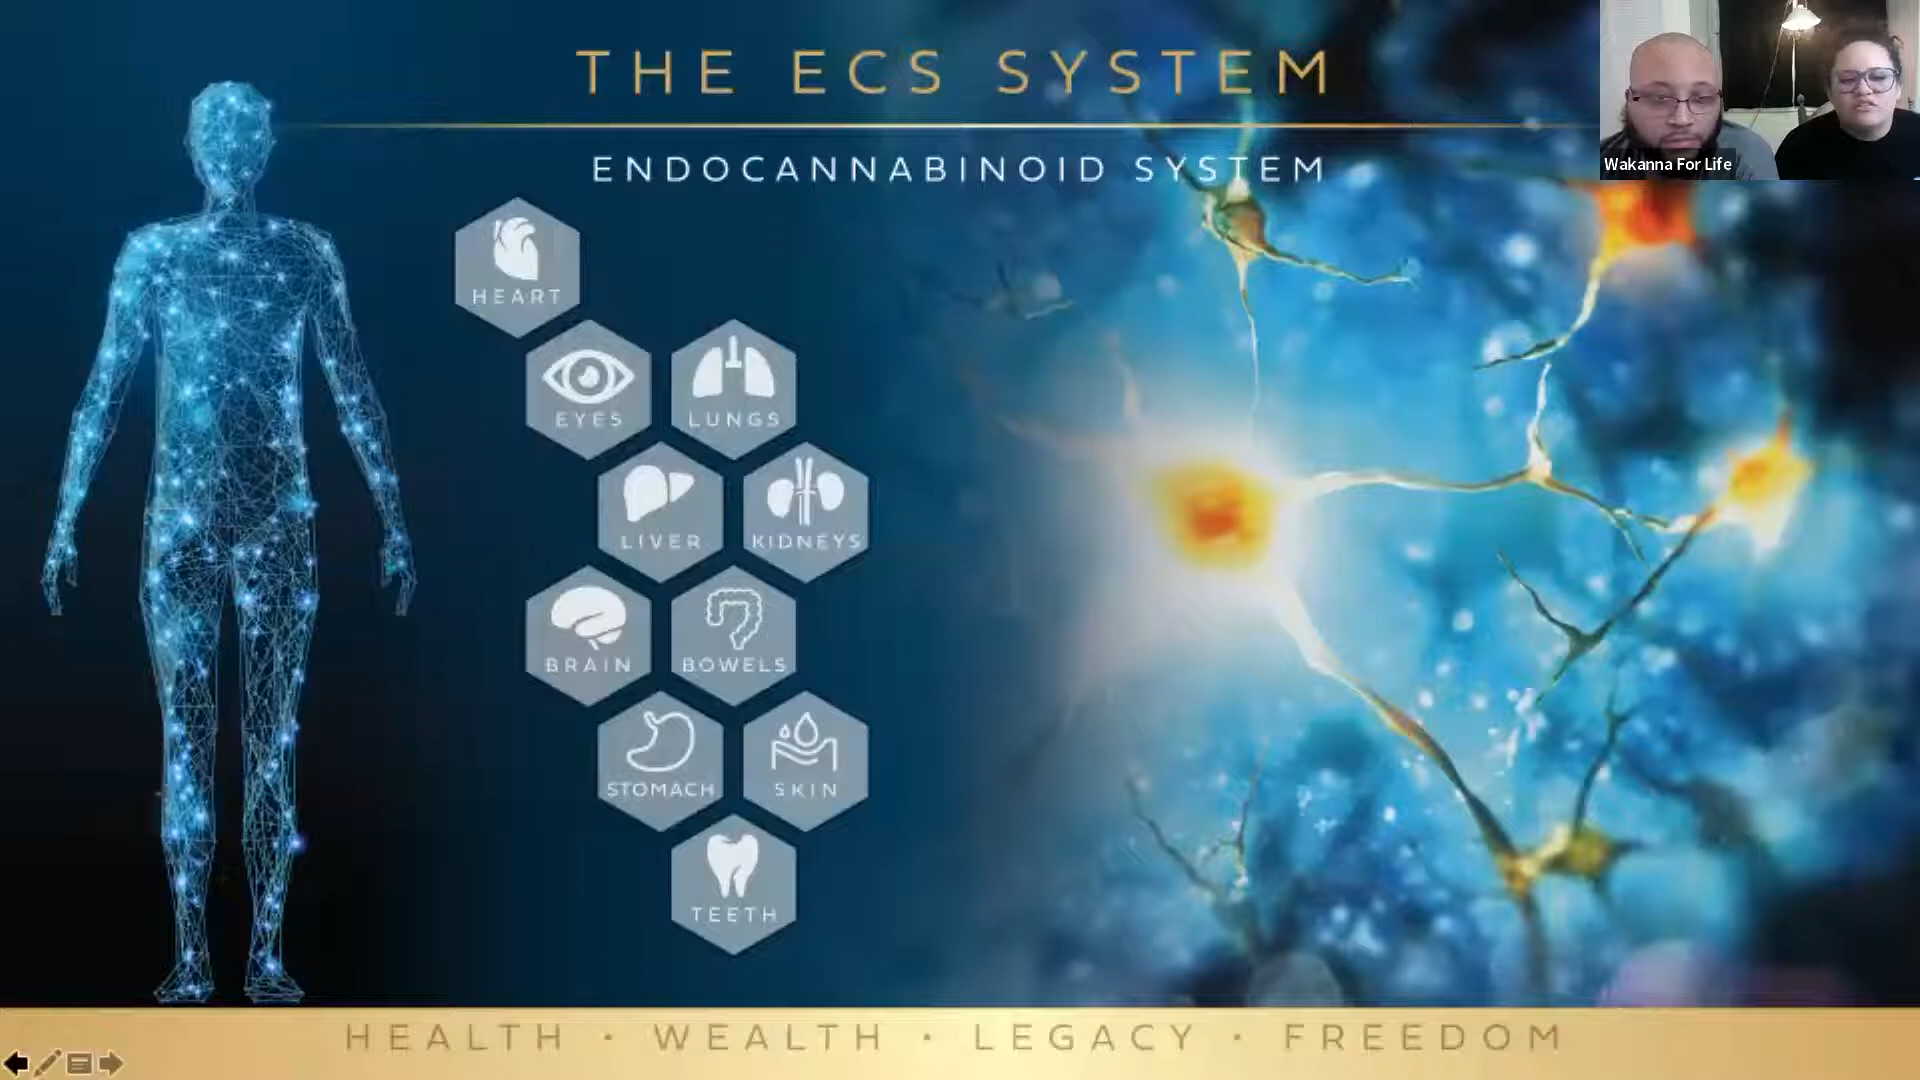 THE ECS SYSTEM
ENDOCANNABINOID SYSTEM
Wakanna For Life
HEART
EYES
LUNGS
LIVER
KIDNEYS
BRAIN
BOWELS
STOMACH
SKIN
TEETH
HEALTH • WEALTH • LEGACY • FREEDOM